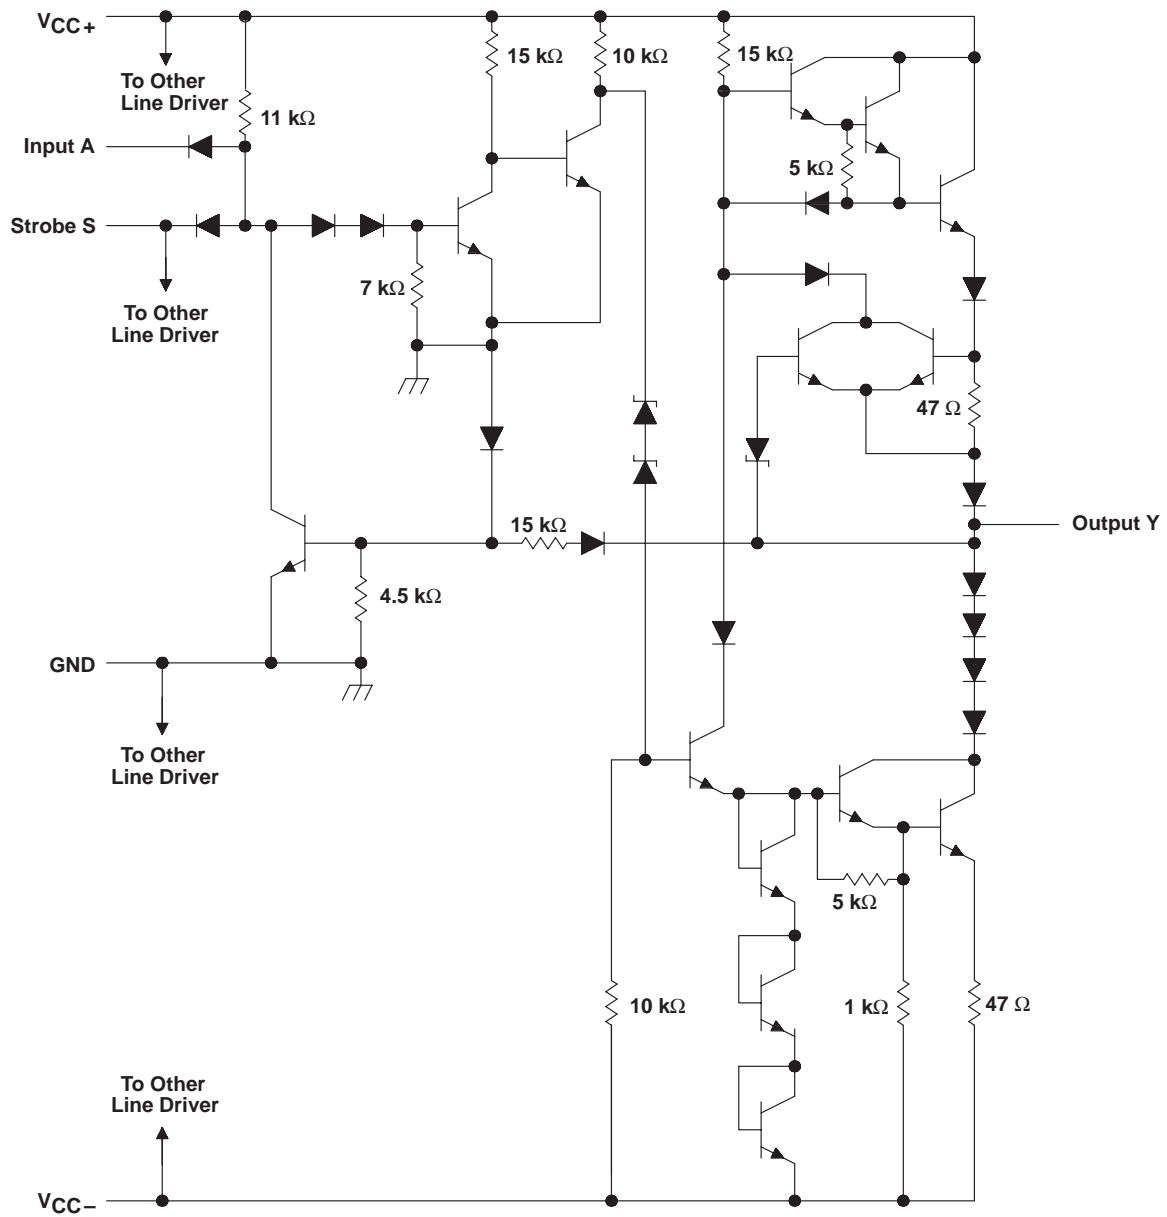 VCC+
15 kΩ
10 kΩ
15 kΩ
To Other
Line Driver
11 kΩ
Input A
5 kΩ
Strobe S
7 kΩ
To Other
Line Driver
47 Ω
15 kΩ
Output Y
4.5 kΩ
GND
To Other
Line Driver
5 kΩ
10 kΩ
1 kΩ
47 Ω
To Other
Line Driver
VCC−